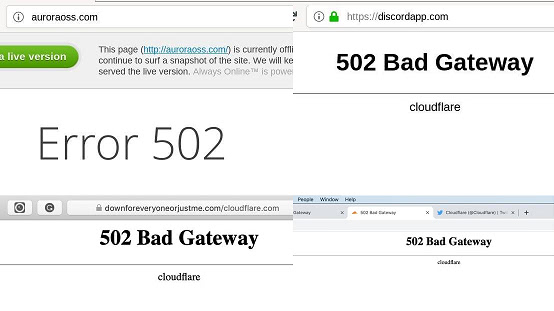 auroraoss.com
a live version
This page (http://auroraoss.com/) is currently offli
continue to surf a snapshot of the site. We will ke
served the live version. Always Online™ is powe
Error 502
https://discordapp.com
502 Bad Gateway
cloudflare
downforeveryoneorjustme.com/cloudflare.com
502 Bad Gateway
cloudflare
People Window Help
Gateway × 502 Bad Gateway × Cloudflare (@Cloudflare) | Tw × +
502 Bad Gateway
cloudflare